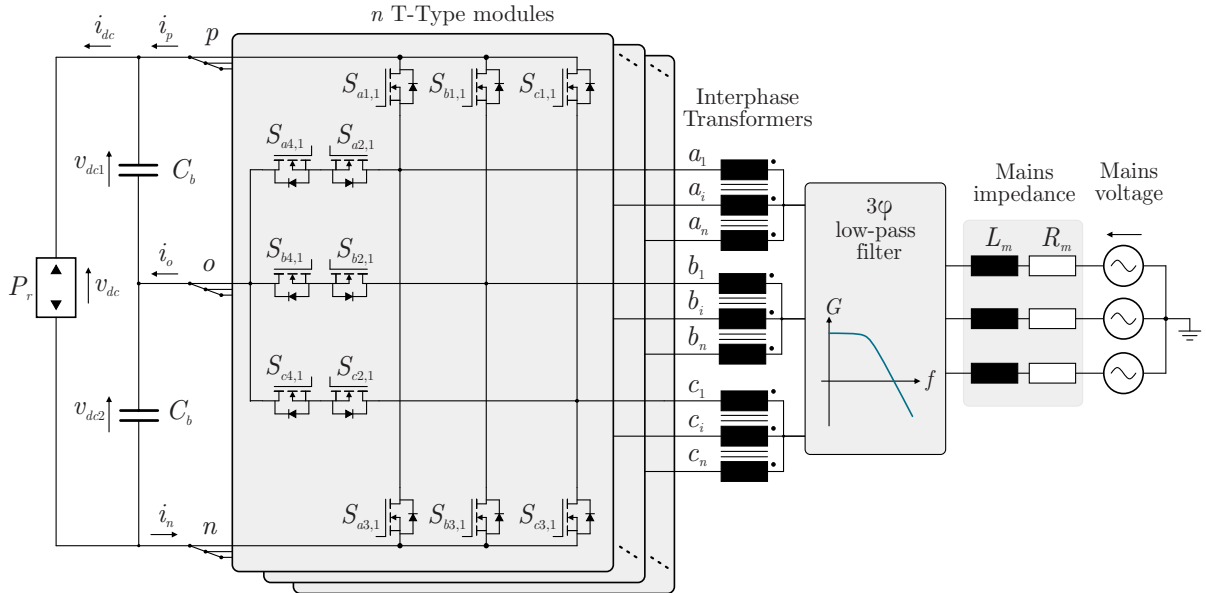 n T-Type modules
i_dc
i_p
p
S_a1,1
S_b1,1
S_c1,1
Interphase
Transformers
S_a4,1
S_a2,1
v_dc1
C_b
a_1
a_i
a_n
Mains
impedance
Mains
voltage
3φ
low-pass
filter
L_m
R_m
i_o
o
S_b4,1
S_b2,1
P_r
v_dc
b_1
b_i
b_n
G
f
S_c4,1
S_c2,1
v_dc2
C_b
c_1
c_i
c_n
i_n
n
S_a3,1
S_b3,1
S_c3,1